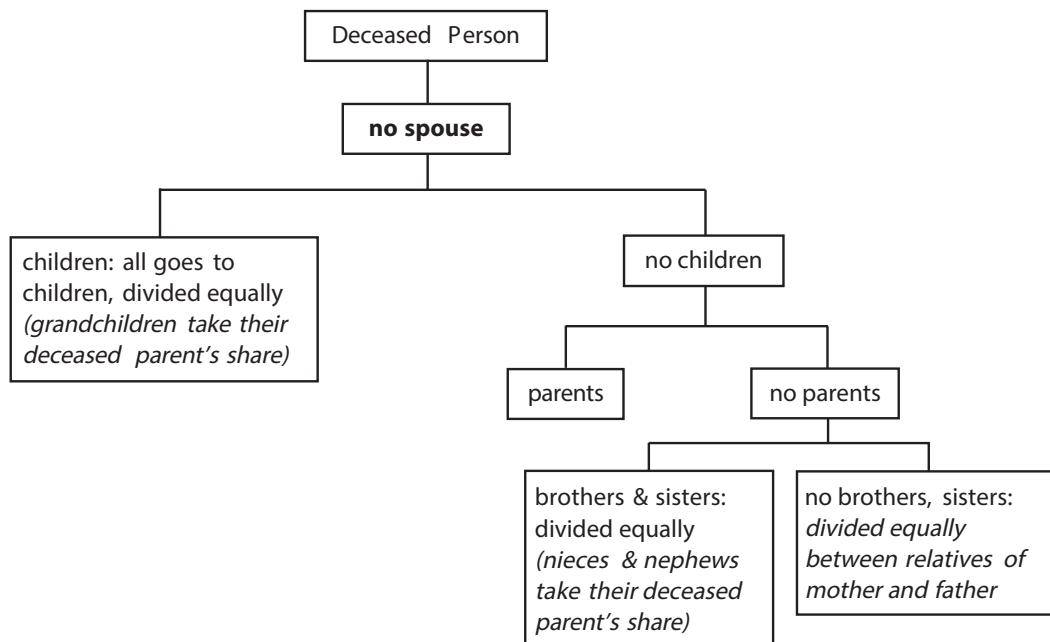 Deceased Person
no spouse
children: all goes to
children, divided equally
(grandchildren take their
deceased parent's share)
no children
parents
no parents
brothers & sisters:
divided equally
(nieces & nephews
take their deceased
parent's share)
no brothers, sisters:
divided equally
between relatives of
mother and father